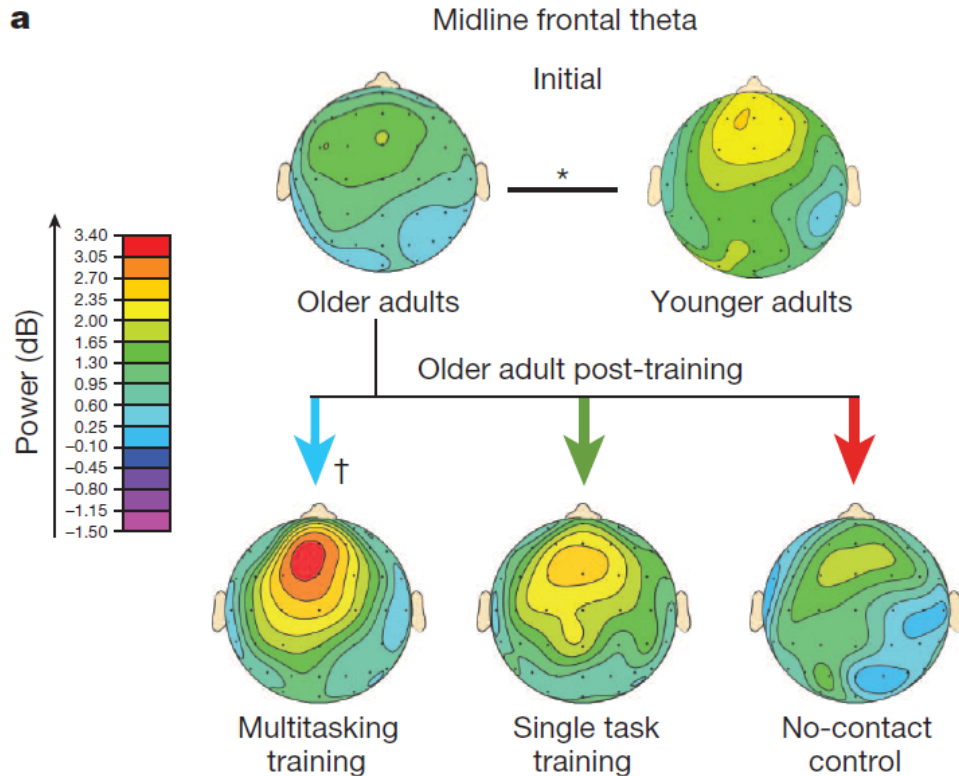 a
Midline frontal theta
Initial
*
Older adults
Younger adults
Power (dB)
3.40
3.05
2.70
2.35
2.00
1.65
1.30
0.95
0.60
0.25
−0.10
−0.45
−0.80
−1.15
−1.50
Older adult post-training
†
Multitasking
training
Single task
training
No-contact
control